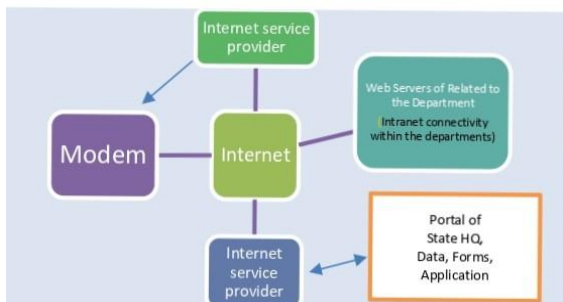 Internet service
provider
Web Servers of Related to
the Department
(Intranet connectivity
within the departments)
Modem
Internet
Portal of
State HQ,
Data, Forms,
Application
Internet
service
provider